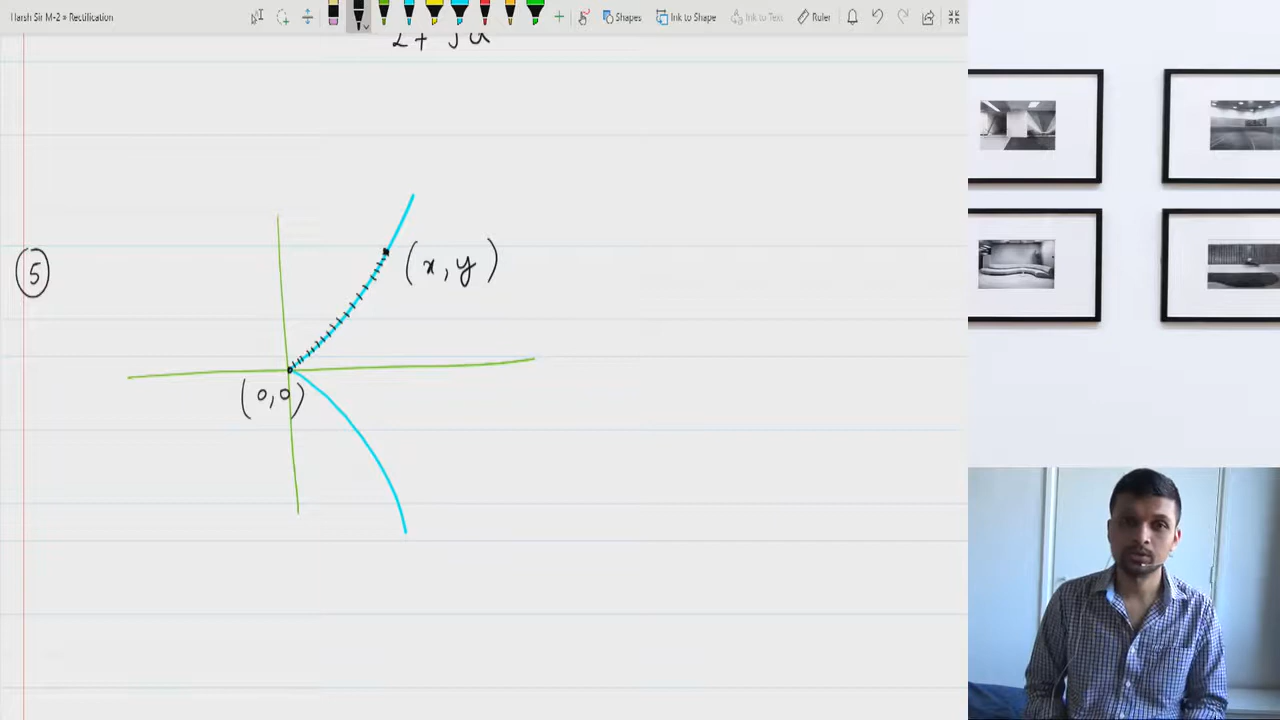 Harsh Sir M-2 » Rectification
Shapes
Ink to Shape
Ink to Text
Ruler
5
(x, y)
(0,0)